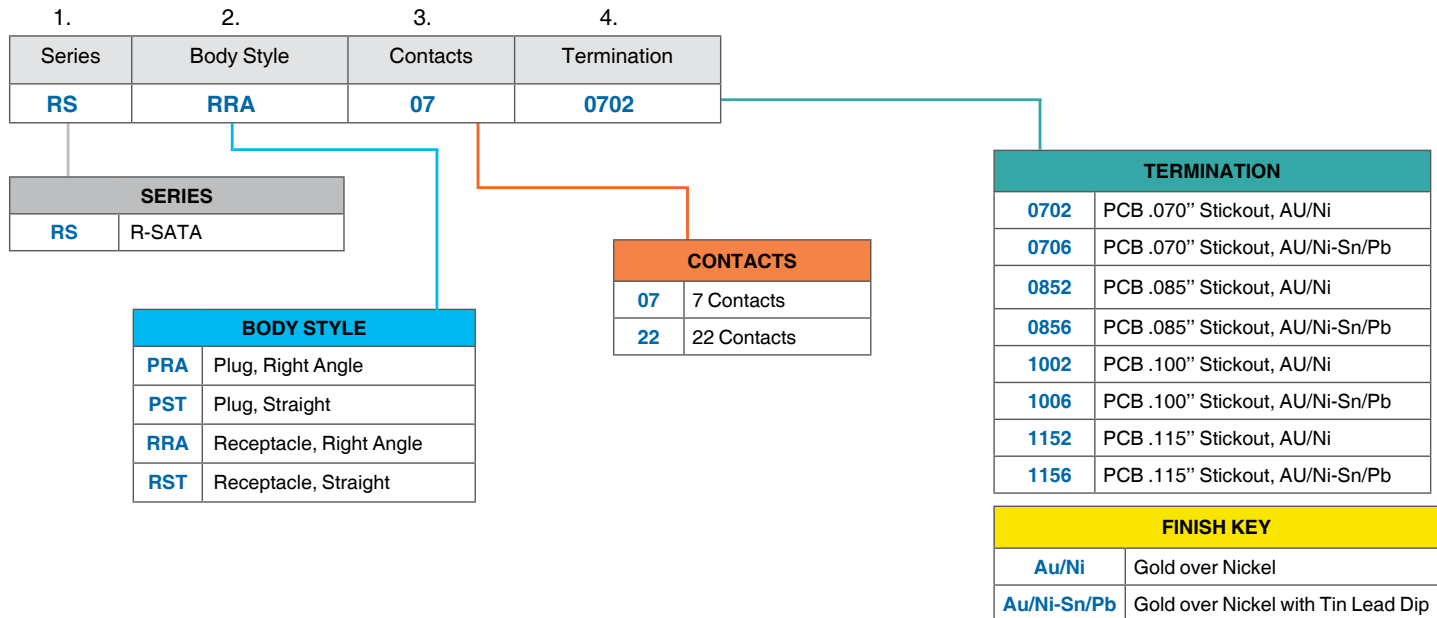 1. 2. 3. 4.
Series Body Style Contacts Termination
RS RRA 07 0702
SERIES
RS R-SATA
BODY STYLE
PRA Plug, Right Angle
PST Plug, Straight
RRA Receptacle, Right Angle
RST Receptacle, Straight
CONTACTS
07 7 Contacts
22 22 Contacts
TERMINATION
0702 PCB .070’’ Stickout, AU/Ni
0706 PCB .070’’ Stickout, AU/Ni-Sn/Pb
0852 PCB .085’’ Stickout, AU/Ni
0856 PCB .085’’ Stickout, AU/Ni-Sn/Pb
1002 PCB .100’’ Stickout, AU/Ni
1006 PCB .100’’ Stickout, AU/Ni-Sn/Pb
1152 PCB .115’’ Stickout, AU/Ni
1156 PCB .115’’ Stickout, AU/Ni-Sn/Pb
FINISH KEY
Au/Ni Gold over Nickel
Au/Ni-Sn/Pb Gold over Nickel with Tin Lead Dip